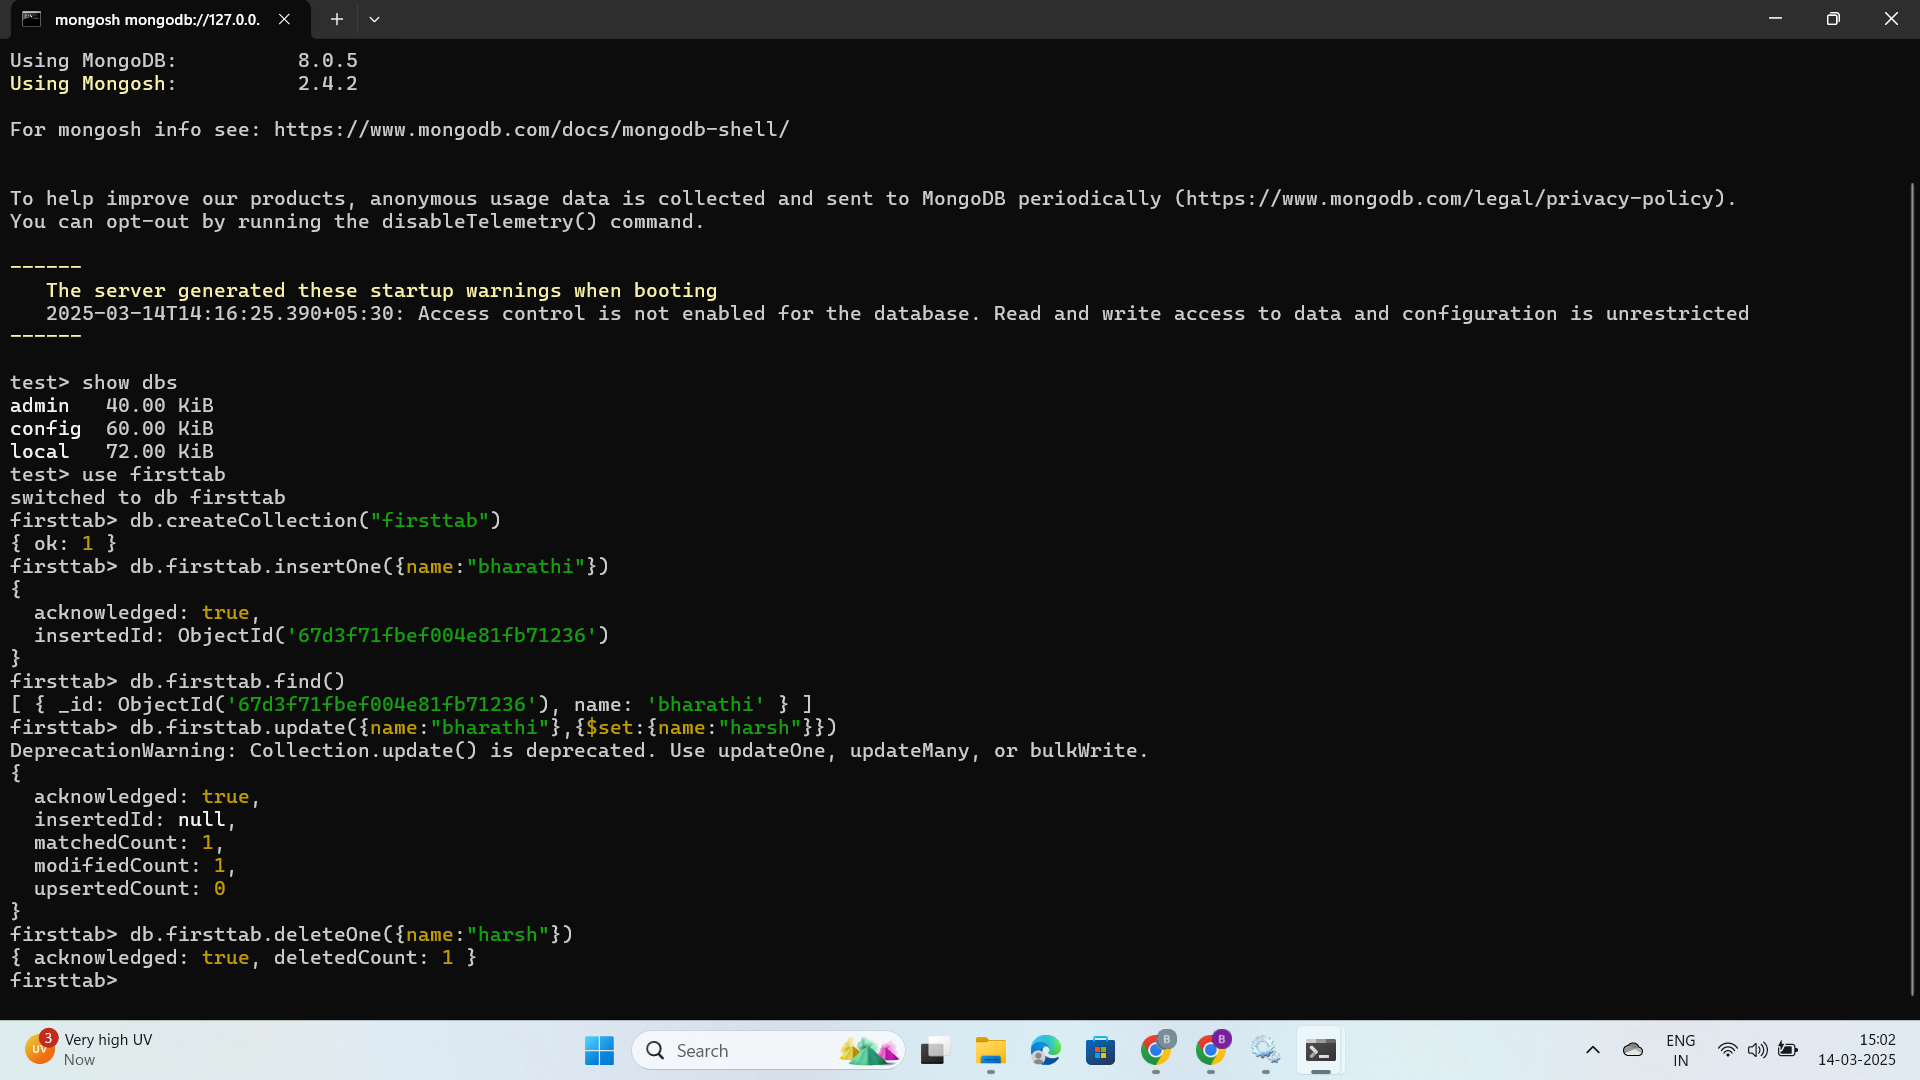 mongosh mongodb://127.0.0.
Using MongoDB: 8.0.5
Using Mongosh: 2.4.2
For mongosh info see: https://www.mongodb.com/docs/mongodb-shell/
To help improve our products, anonymous usage data is collected and sent to MongoDB periodically (https://www.mongodb.com/legal/privacy-policy).
You can opt-out by running the disableTelemetry() command.
------
The server generated these startup warnings when booting
2025-03-14T14:16:25.390+05:30: Access control is not enabled for the database. Read and write access to data and configuration is unrestricted
------
test> show dbs
admin 40.00 KiB
config 60.00 KiB
local 72.00 KiB
test> use firsttab
switched to db firsttab
firsttab> db.createCollection("firsttab")
{ ok: 1 }
firsttab> db.firsttab.insertOne({name:"bharathi"})
{
acknowledged: true,
insertedId: ObjectId('67d3f71fbef004e81fb71236')
}
firsttab> db.firsttab.find()
[ { _id: ObjectId('67d3f71fbef004e81fb71236'), name: 'bharathi' } ]
firsttab> db.firsttab.update({name:"bharathi"},{$set:{name:"harsh"}})
DeprecationWarning: Collection.update() is deprecated. Use updateOne, updateMany, or bulkWrite.
{
acknowledged: true,
insertedId: null,
matchedCount: 1,
modifiedCount: 1,
upsertedCount: 0
}
firsttab> db.firsttab.deleteOne({name:"harsh"})
{ acknowledged: true, deletedCount: 1 }
firsttab>
UV 3 Very high UV
Now
Search
B
B
ENG
IN
15:02
14-03-2025